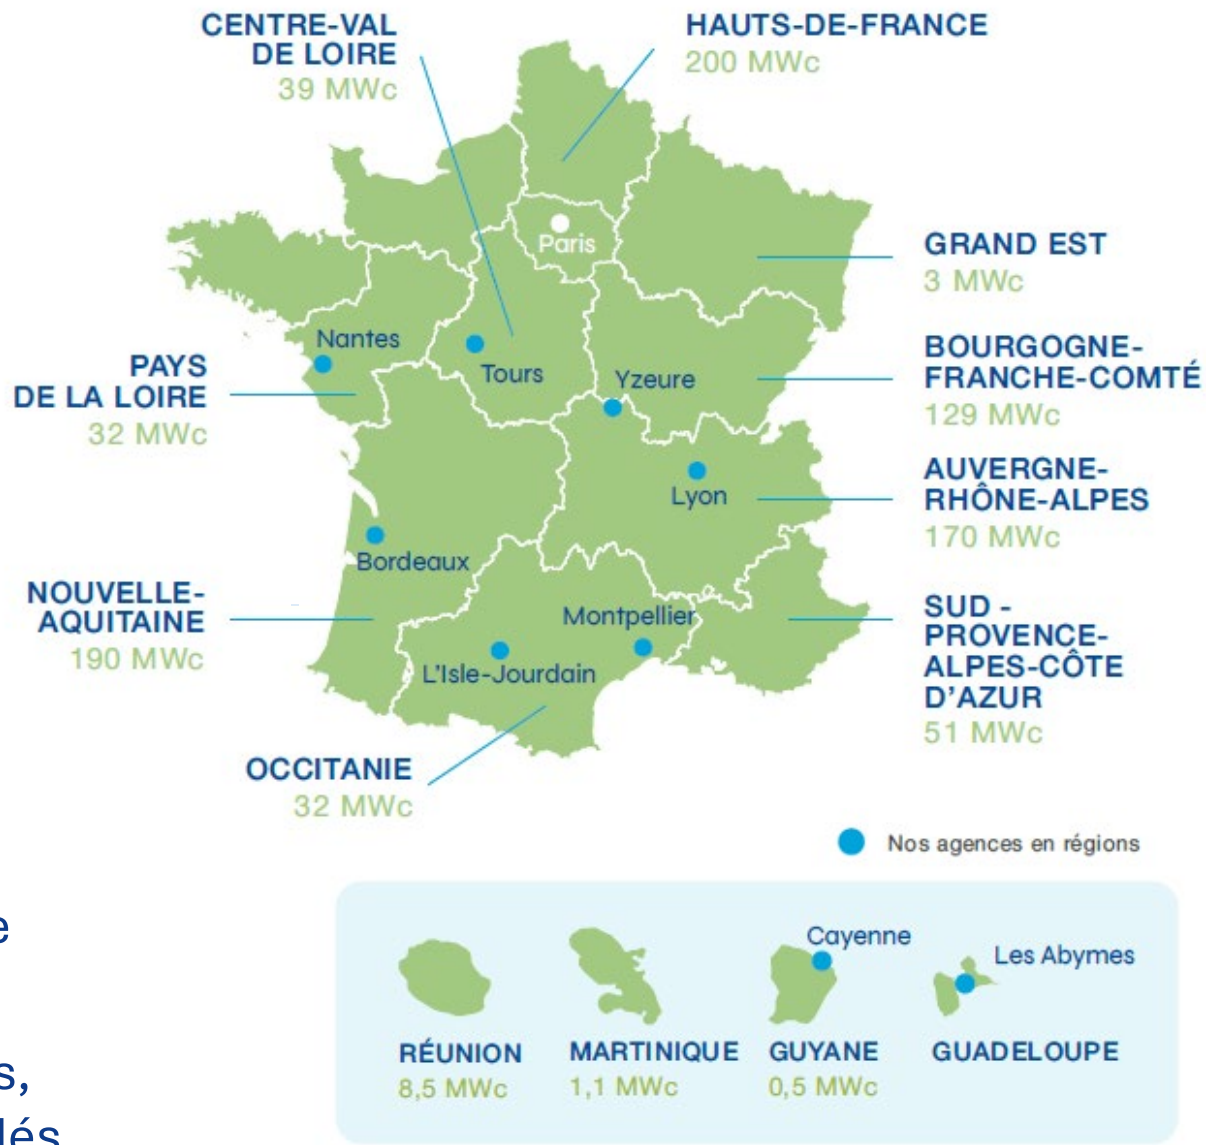 CENTRE-VAL
DE LOIRE
39 MWc
HAUTS-DE-FRANCE
200 MWc
Paris
GRAND EST
3 MWc
Nantes
PAYS
DE LA LOIRE
32 MWc
Tours
Yzeure
BOURGOGNE-
FRANCHE-COMTÉ
129 MWc
Lyon
AUVERGNE-
RHÔNE-ALPES
170 MWc
Bordeaux
NOUVELLE-
AQUITAINE
190 MWc
Montpellier
L'Isle-Jourdain
SUD -
PROVENCE-
ALPES-CÔTE
D'AZUR
51 MWc
OCCITANIE
32 MWc
Nos agences en régions
e
s,
lés
Cayenne
Les Abymes
RÉUNION
8,5 MWc
MARTINIQUE
1,1 MWc
GUYANE
0,5 MWc
GUADELOUPE